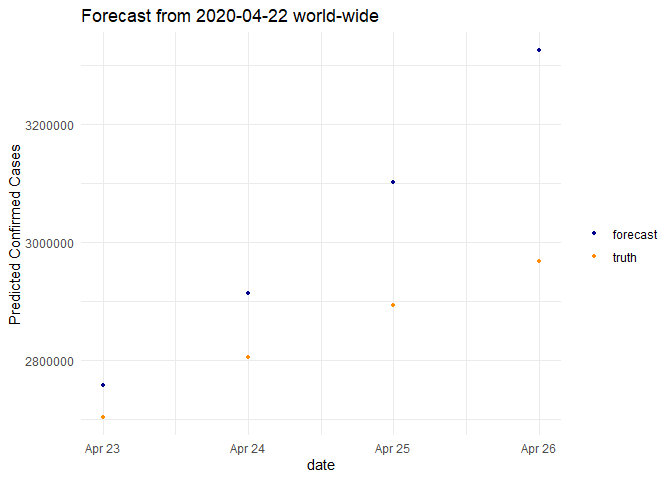 Forecast from 2020-04-22 world-wide
Predicted Confirmed Cases
3200000
3000000
2800000
Apr 23
Apr 24
Apr 25
Apr 26
date
forecast
truth